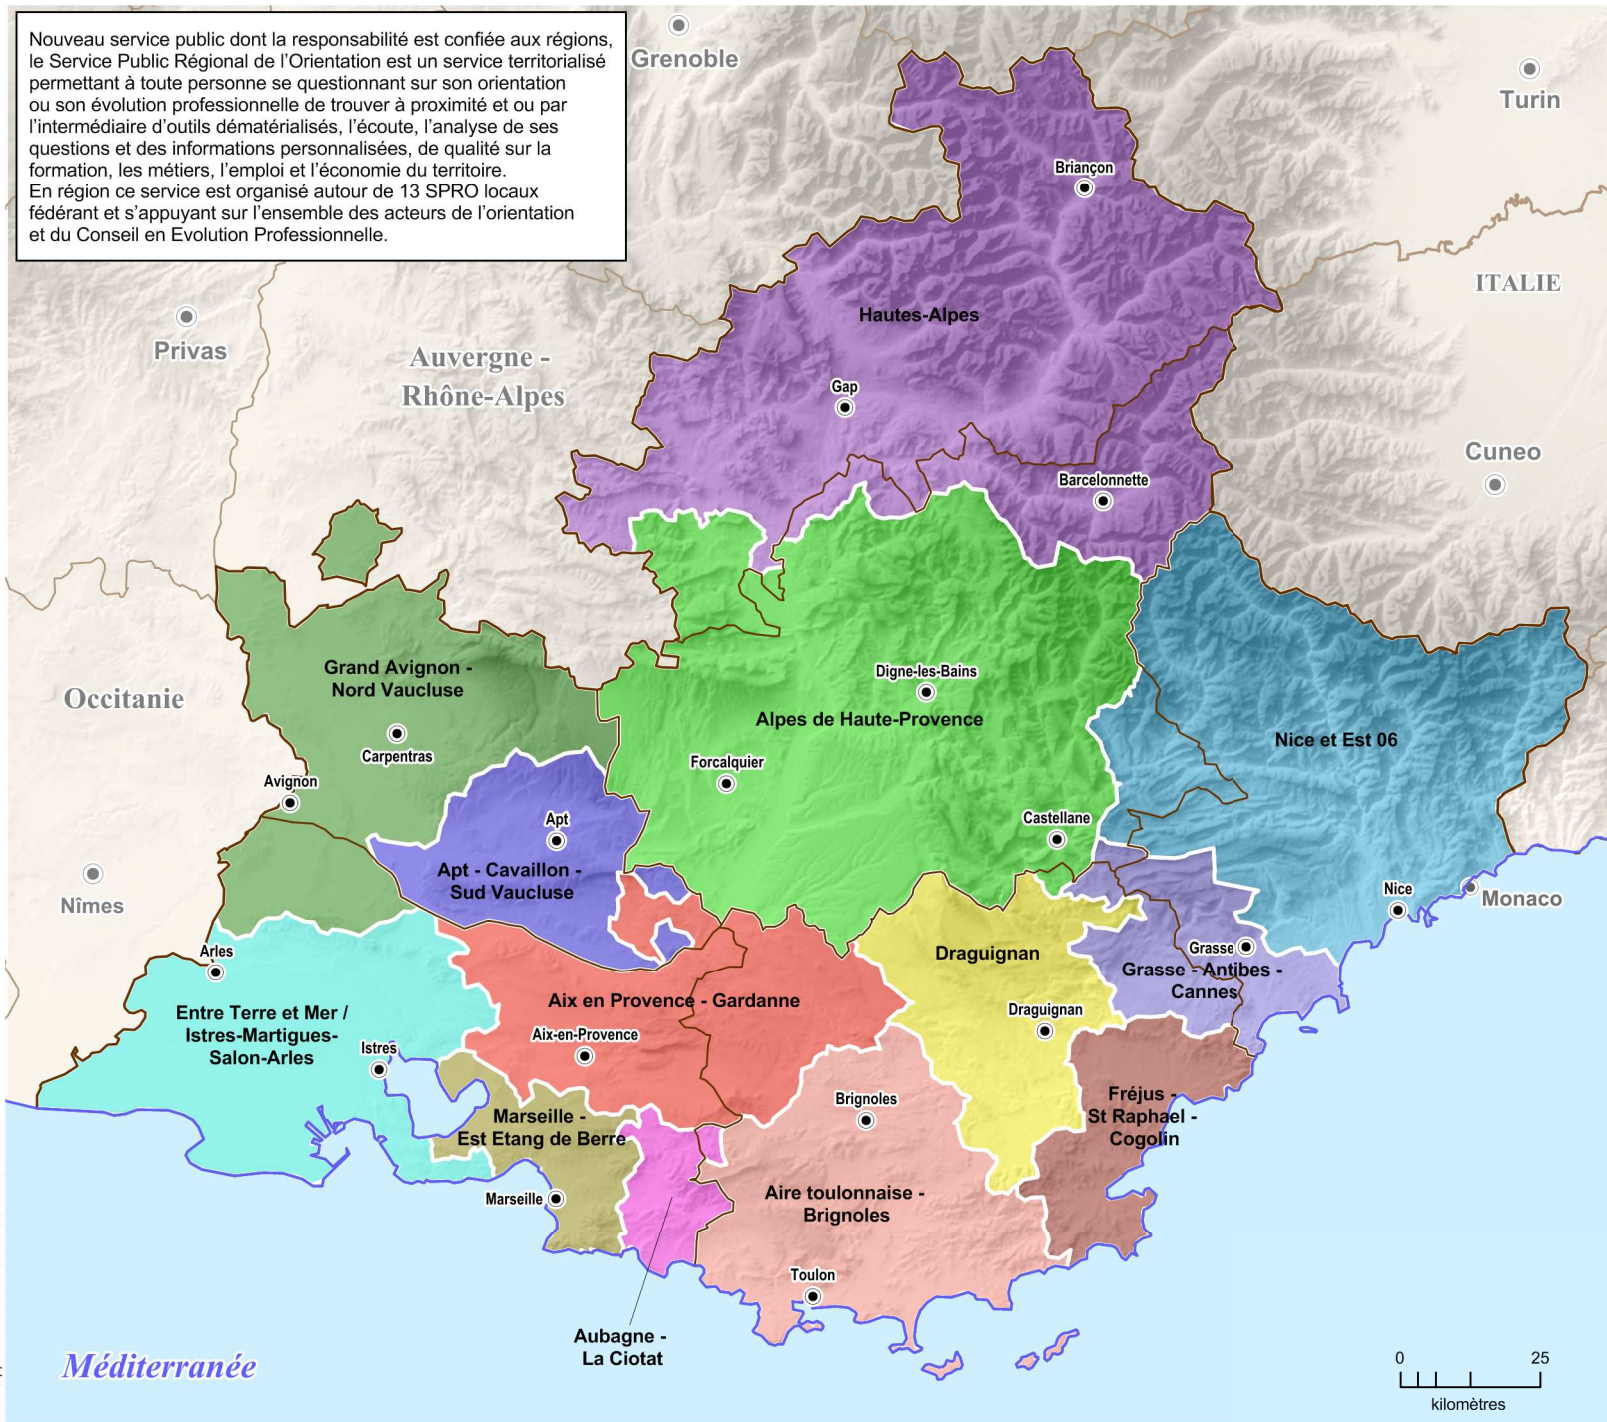 Nouveau service public dont la responsabilité est confiée aux régions,
le Service Public Régional de l'Orientation est un service territorialisé
permettant à toute personne se questionnant sur son orientation
ou son évolution professionnelle de trouver à proximité et ou par
l'intermédiaire d'outils dématérialisés, l'écoute, l'analyse de ses
questions et des informations personnalisées, de qualité sur la
formation, les métiers, l'emploi et l'économie du territoire.
En région ce service est organisé autour de 13 SPRO locaux
fédérant et s'appuyant sur l'ensemble des acteurs de l'orientation
et du Conseil en Evolution Professionnelle.
Grenoble
Turin
Briançon
ITALIE
Hautes-Alpes
Privas
Auvergne -
Rhône-Alpes
Gap
Cuneo
Barcelonnette
Grand Avignon -
Nord Vaucluse
Occitanie
Digne-les-Bains
Alpes de Haute-Provence
Nice et Est 06
Carpentras
Forcalquier
Avignon
Apt
Castellane
Apt - Cavaillon -
Sud Vaucluse
Nîmes
Nice
Monaco
Arles
Draguignan
Grasse
Grasse - Antibes -
Cannes
Entre Terre et Mer /
Istres-Martigues-
Salon-Arles
Aix en Provence - Gardanne
Draguignan
Istres
Aix-en-Provence
Brignoles
Fréjus -
St Raphael -
Cogolin
Marseille -
Est Etang de Berre
Marseille
Aire toulonnaise -
Brignoles
Toulon
Aubagne -
La Ciotat
Méditerranée
0 25
kilomètres